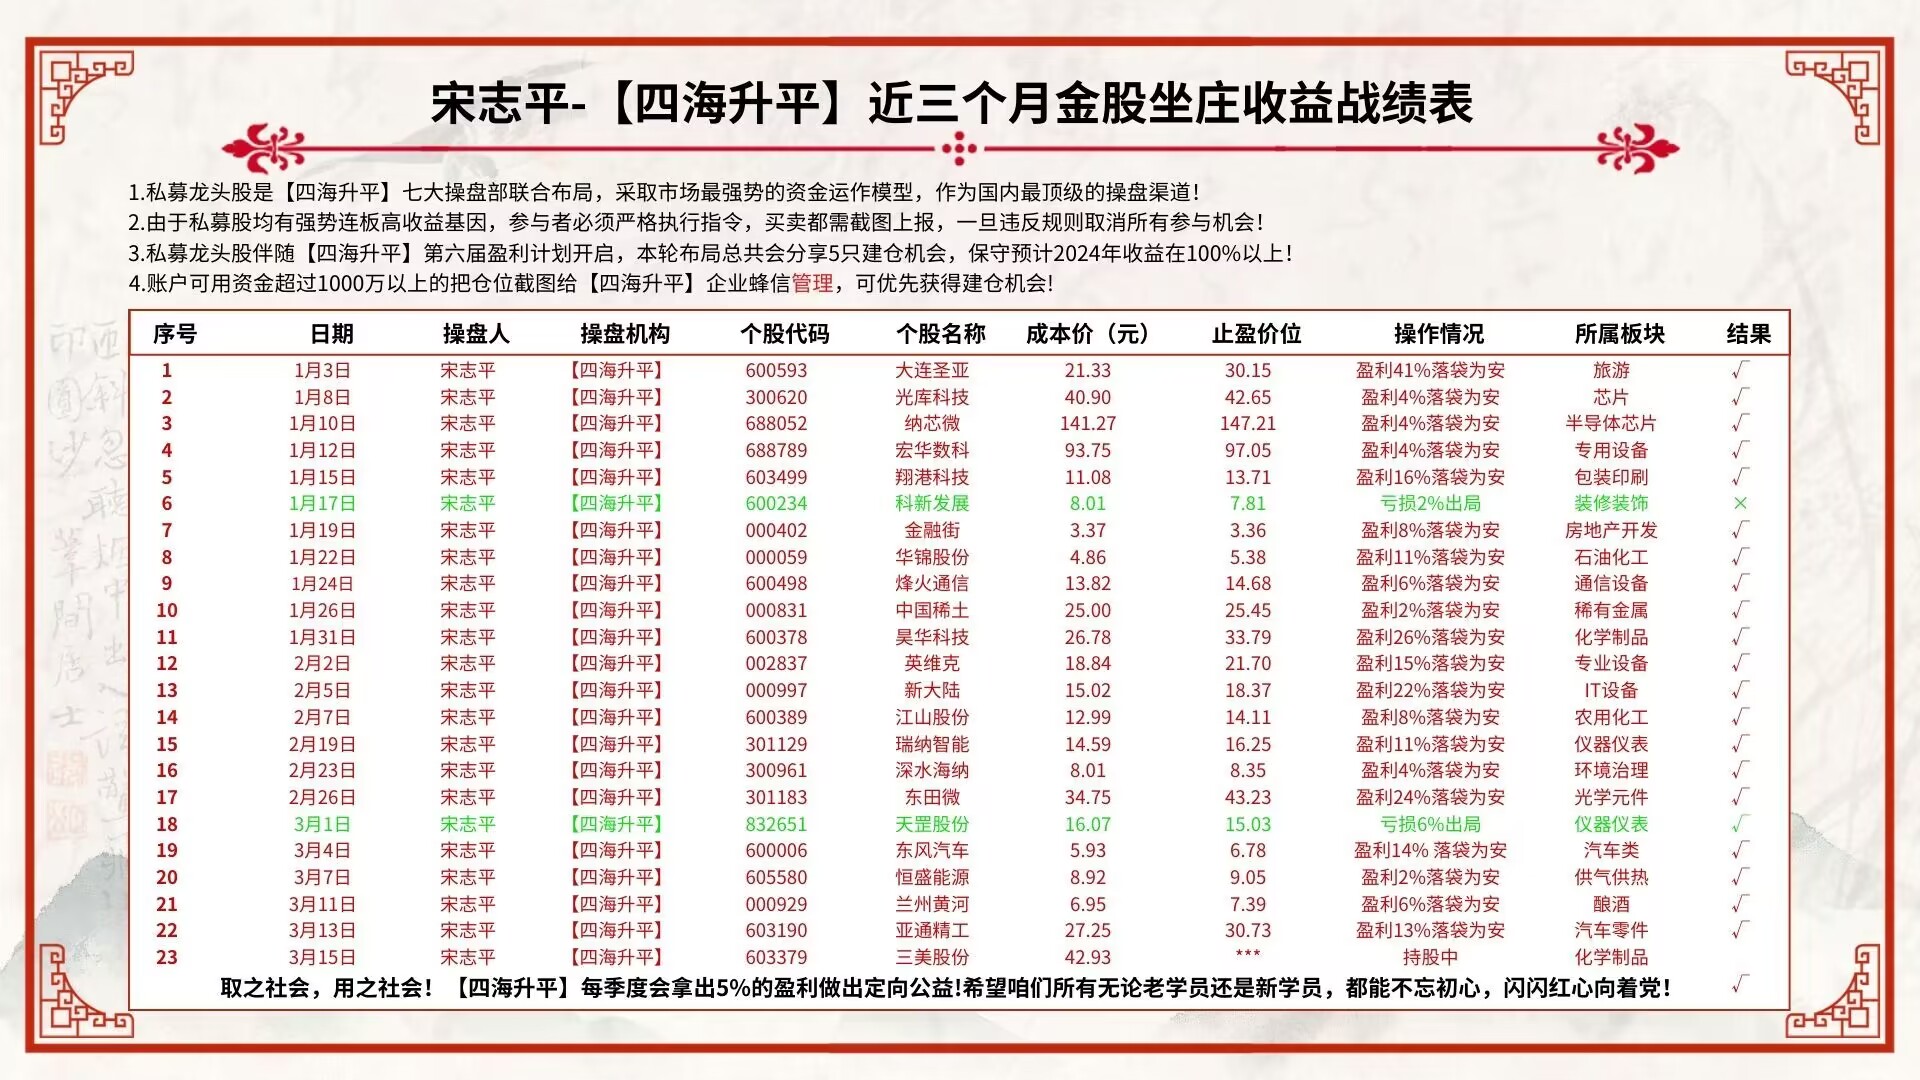 宋志平-【四海升平】近三个月金股坐庄收益战绩表
1.私募龙头股是【四海升平】七大操盘部联合布局，采取市场最强势的资金运作模型，作为国内最顶级的操盘渠道！
2.由于私募股均有强势连板高收益基因，参与者必须严格执行指令，买卖都需截图上报，一旦违反规则取消所有参与机会！
3.私募龙头股伴随【四海升平】第六届盈利计划开启，本轮布局总共会分享5只建仓机会，保守预计2024年收益在100%以上！
4.账户可用资金超过1000万以上的把仓位截图给【四海升平】企业蜂信管理，可优先获得建仓机会！
序号 日期 操盘人 操盘机构 个股代码 个股名称 成本价（元） 止盈价位 操作情况 所属板块 结果
1 1月3日 宋志平 【四海升平】 600593 大连圣亚 21.33 30.15 盈利41%落袋为安 旅游 √
2 1月8日 宋志平 【四海升平】 300620 光库科技 40.90 42.65 盈利4%落袋为安 芯片 √
3 1月10日 宋志平 【四海升平】 688052 纳芯微 141.27 147.21 盈利4%落袋为安 半导体芯片 √
4 1月12日 宋志平 【四海升平】 688789 宏华数科 93.75 97.05 盈利4%落袋为安 专用设备 √
5 1月15日 宋志平 【四海升平】 603499 翔港科技 11.08 13.71 盈利16%落袋为安 包装印刷 √
6 1月17日 宋志平 【四海升平】 600234 科新发展 8.01 7.81 亏损2%出局 装修装饰 ×
7 1月19日 宋志平 【四海升平】 000402 金融街 3.37 3.36 盈利8%落袋为安 房地产开发 √
8 1月22日 宋志平 【四海升平】 000059 华锦股份 4.86 5.38 盈利11%落袋为安 石油化工 √
9 1月24日 宋志平 【四海升平】 600498 烽火通信 13.82 14.68 盈利6%落袋为安 通信设备 √
10 1月26日 宋志平 【四海升平】 000831 中国稀土 25.00 25.45 盈利2%落袋为安 稀有金属 √
11 1月31日 宋志平 【四海升平】 600378 昊华科技 26.78 33.79 盈利26%落袋为安 化学制品 √
12 2月2日 宋志平 【四海升平】 002837 英维克 18.84 21.70 盈利15%落袋为安 专业设备 √
13 2月5日 宋志平 【四海升平】 000997 新大陆 15.02 18.37 盈利22%落袋为安 IT设备 √
14 2月7日 宋志平 【四海升平】 600389 江山股份 12.99 14.11 盈利8%落袋为安 农用化工 √
15 2月19日 宋志平 【四海升平】 301129 瑞纳智能 14.59 16.25 盈利11%落袋为安 仪器仪表 √
16 2月23日 宋志平 【四海升平】 300961 深水海纳 8.01 8.35 盈利4%落袋为安 环境治理 √
17 2月26日 宋志平 【四海升平】 301183 东田微 34.75 43.23 盈利24%落袋为安 光学元件 √
18 3月1日 宋志平 【四海升平】 832651 天罡股份 16.07 15.03 亏损6%出局 仪器仪表 √
19 3月4日 宋志平 【四海升平】 600006 东风汽车 5.93 6.78 盈利14% 落袋为安 汽车类 √
20 3月7日 宋志平 【四海升平】 605580 恒盛能源 8.92 9.05 盈利2%落袋为安 供气供热 √
21 3月11日 宋志平 【四海升平】 000929 兰州黄河 6.95 7.39 盈利6%落袋为安 酿酒 √
22 3月13日 宋志平 【四海升平】 603190 亚通精工 27.25 30.73 盈利13%落袋为安 汽车零件 √
23 3月15日 宋志平 【四海升平】 603379 三美股份 42.93 *** 持股中 化学制品
取之社会，用之社会！【四海升平】每季度会拿出5%的盈利做出定向公益!希望咱们所有无论老学员还是新学员，都能不忘初心，闪闪红心向着党！ √